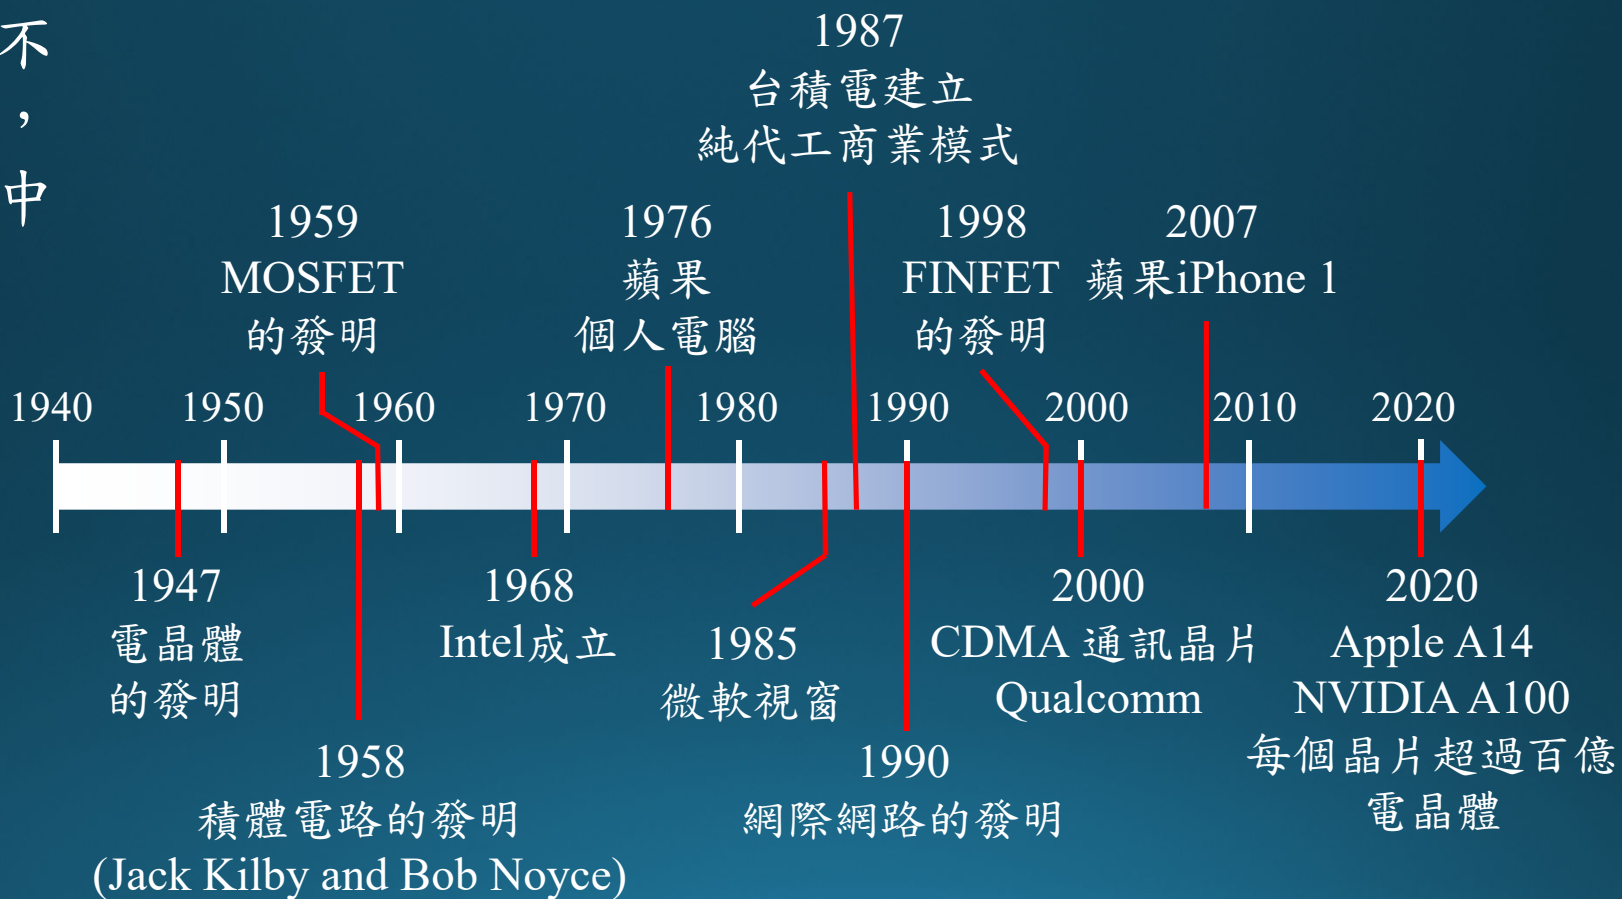 不
，
中
1987
台積電建立
純代工商業模式
1959
MOSFET
的發明
1976
蘋果
個人電腦
1998
FINFET
的發明
2007
蘋果iPhone 1
1940 1950 1960 1970 1980 1990 2000 2010 2020
1947
電晶體
的發明
1958
積體電路的發明
(Jack Kilby and Bob Noyce)
1968
Intel成立
1985
微軟視窗
1990
網際網路的發明
2000
CDMA 通訊晶片
Qualcomm
2020
Apple A14
NVIDIA A100
每個晶片超過百億
電晶體